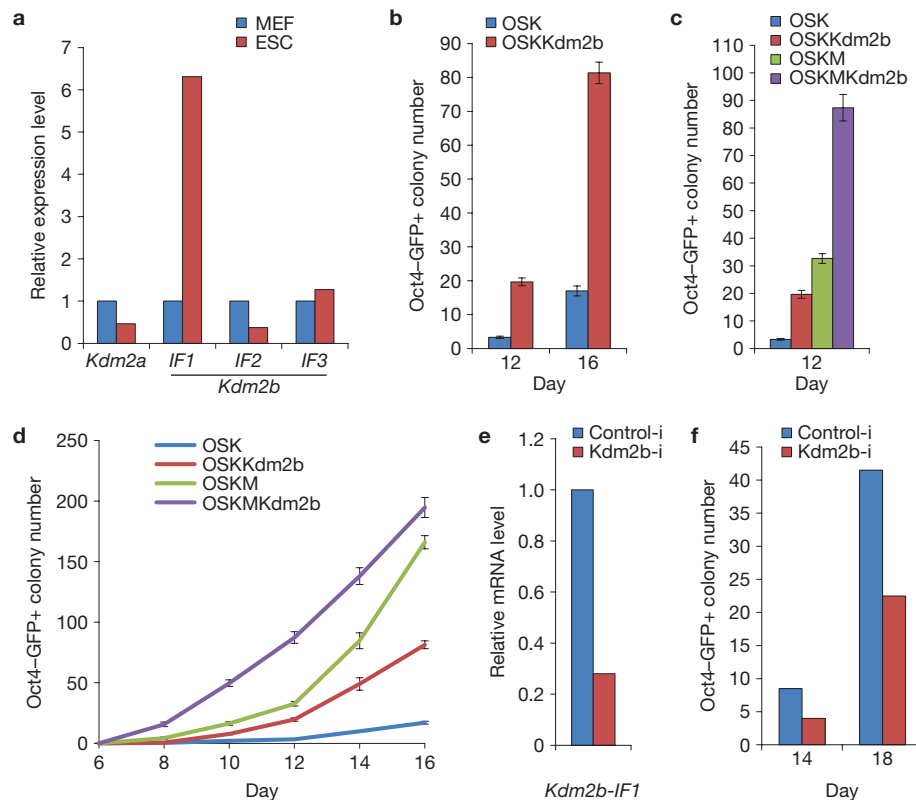 a
MEF
ESC
Relative expression level
7
6
5
4
3
2
1
0
Kdm2a IF1 IF2 IF3
Kdm2b
b
OSK
OSKKdm2b
Oct4–GFP+ colony number
90
80
70
60
50
40
30
20
10
0
12 16
Day
c
OSK
OSKKdm2b
OSKM
OSKMKdm2b
Oct4–GFP+ colony number
110
100
90
80
70
60
50
40
30
20
10
0
12
Day
d
OSK
OSKKdm2b
OSKM
OSKMKdm2b
Oct4–GFP+ colony number
250
200
150
100
50
0
6 8 10 12 14 16
Day
e
Control-i
Kdm2b-i
Relative mRNA level
1.2
1.0
0.8
0.6
0.4
0.2
0
Kdm2b-IF1
f
Control-i
Kdm2b-i
Oct4–GFP+ colony number
45
40
35
30
25
20
15
10
5
0
14 18
Day